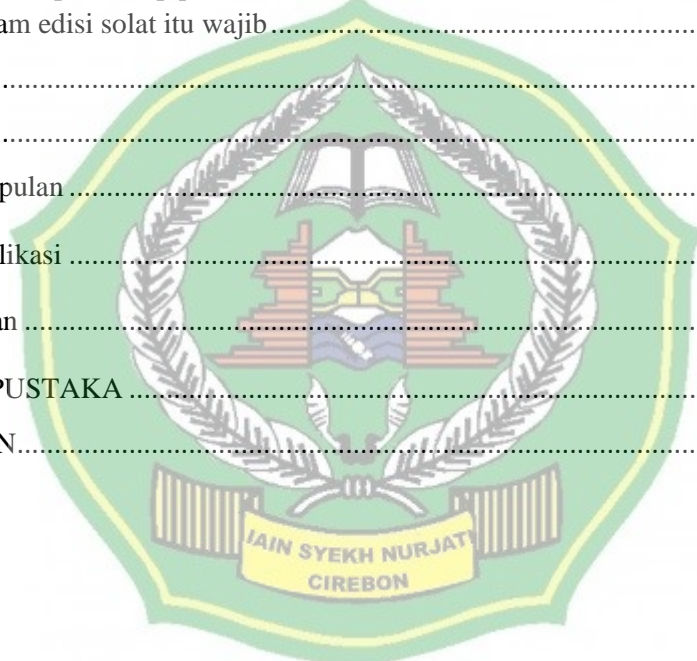 am edisi solat itu wajib..............................................................................
..............................................................................
..............................................................................
pulan..............................................................................
likasi..............................................................................
an..............................................................................
PUSTAKA..............................................................................
N..............................................................................
IAIN SYEKH NURJATI
CIREBON